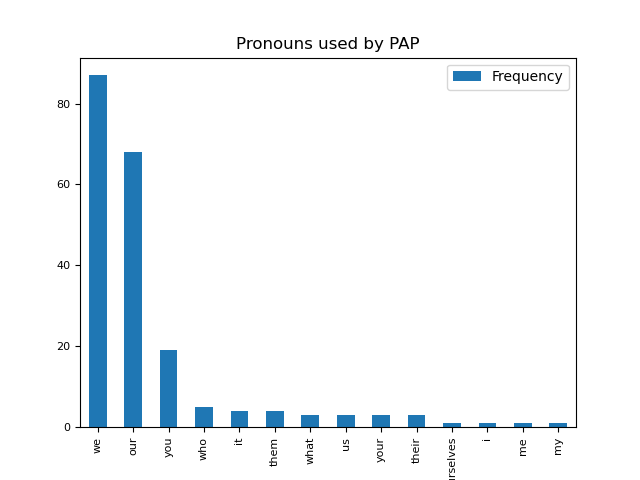 Pronouns used by PAP
Frequency
80
60
40
20
0
we
our
you
who
it
them
what
us
your
their
urselves
i
me
my